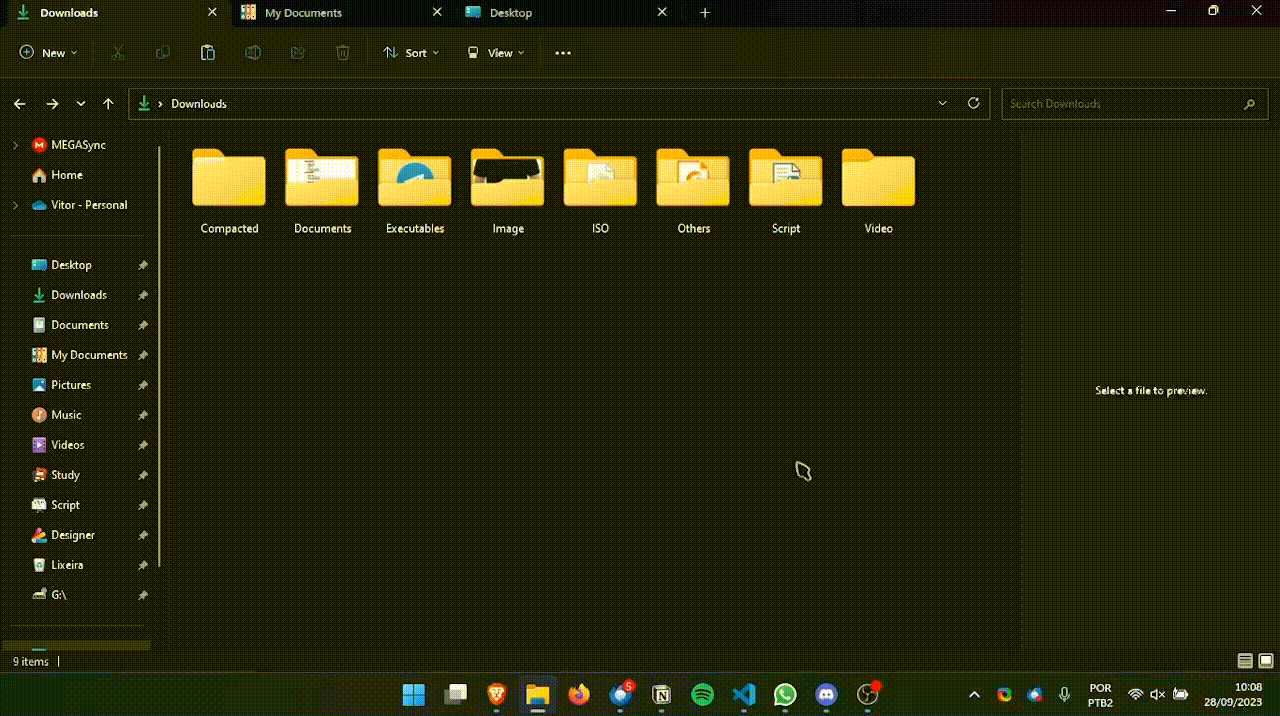 Downloads
My Documents
Desktop
New
Sort
View
Downloads
Search Downloads
MEGASync
Home
Vitor - Personal
Desktop
Downloads
Documents
My Documents
Pictures
Music
Videos
Study
Script
Designer
Lixeira
G:\
Compacted
Documents
Executables
Image
ISO
Others
Script
Video
Select a file to preview.
9 items
5
POR
PTB2
10:08
28/09/2023